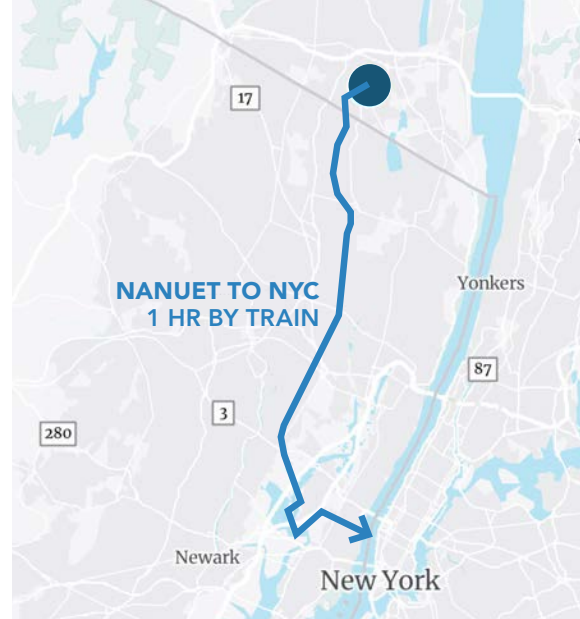 17
NANUET TO NYC
1 HR BY TRAIN
Yonkers
87
3
280
Newark
New York